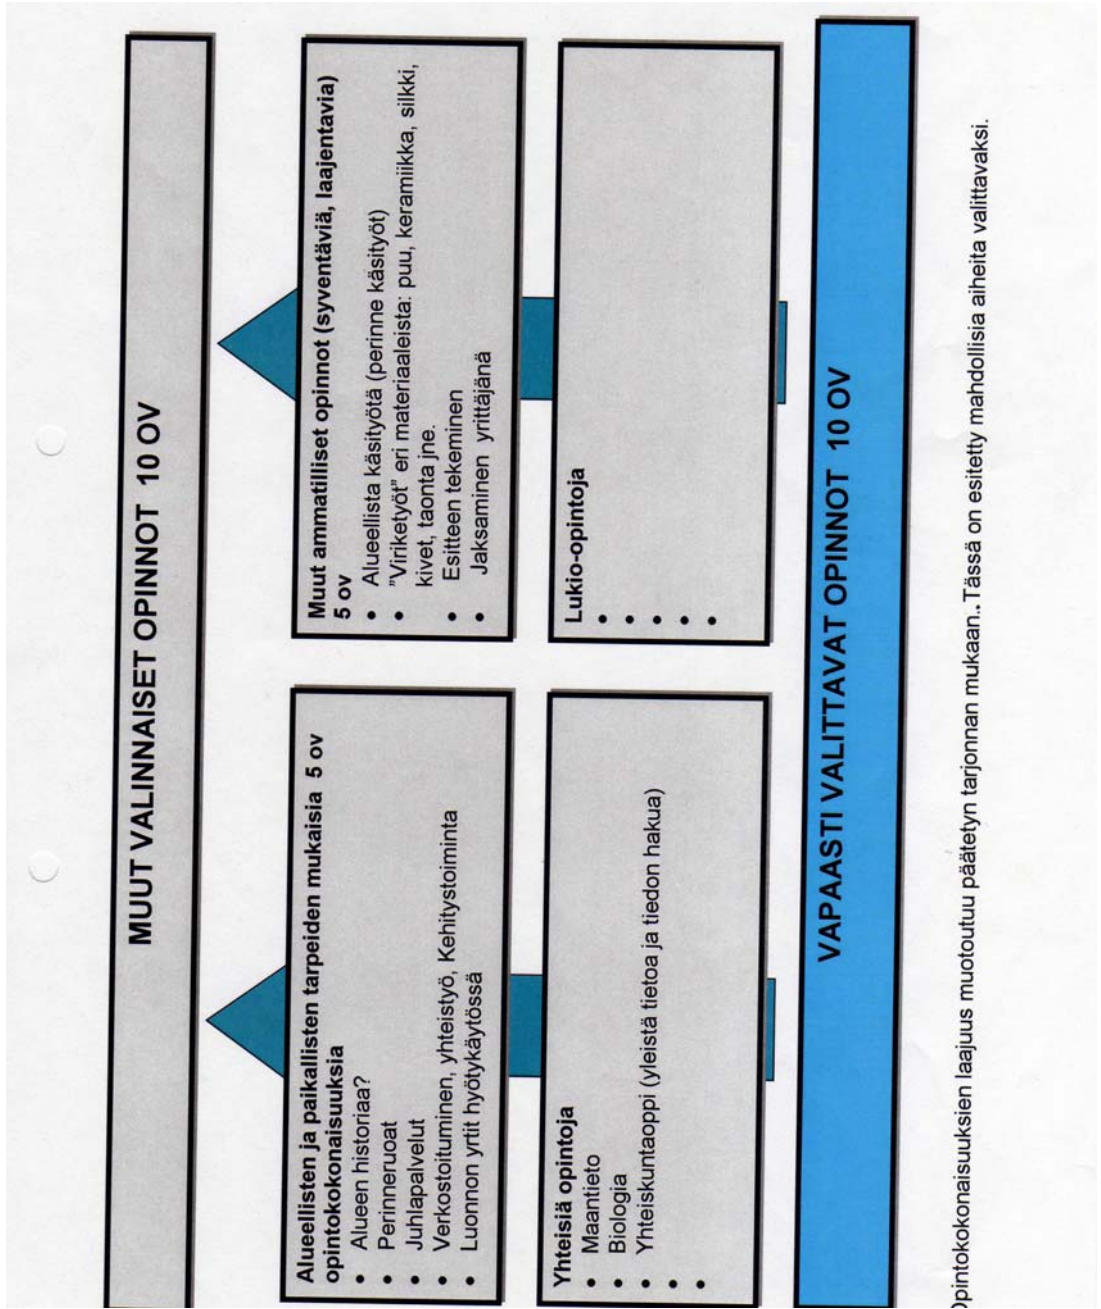 MUUT VALINNAISET OPINNOT 10 OV
Alueellisten ja paikallisten tarpeiden mukaisia 5 ov
opintokokonaisuuksia
• Alueen historiaa?
• Perinneruoat
• Juhlapalvelut
• Verkostoituminen, yhteistyö, Kehitystoiminta
• Luonnon yrtit hyötykäytössä
Muut ammatilliset opinnot (syventäviä, laajentavia)
5 ov
• Alueellista käsityötä (perinne käsityöt)
• "Viriketyöt" eri materiaaleista: puu, keramiikka, silkki,
kivet, taonta jne.
• Esitteen tekeminen
• Jaksaminen yrittäjänä
Yhteisiä opintoja
• Maantieto
• Biologia
• Yhteiskuntaoppi (yleistä tietoa ja tiedon hakua)
•
•
Lukio-opintoja
•
•
•
•
•
VAPAASTI VALITTAVAT OPINNOT 10 OV
Opintokokonaisuuksien laajuus muotoutuu päätetyn tarjonnan mukaan.. Tässä on esitetty mahdollisia aiheita valittavaksi.